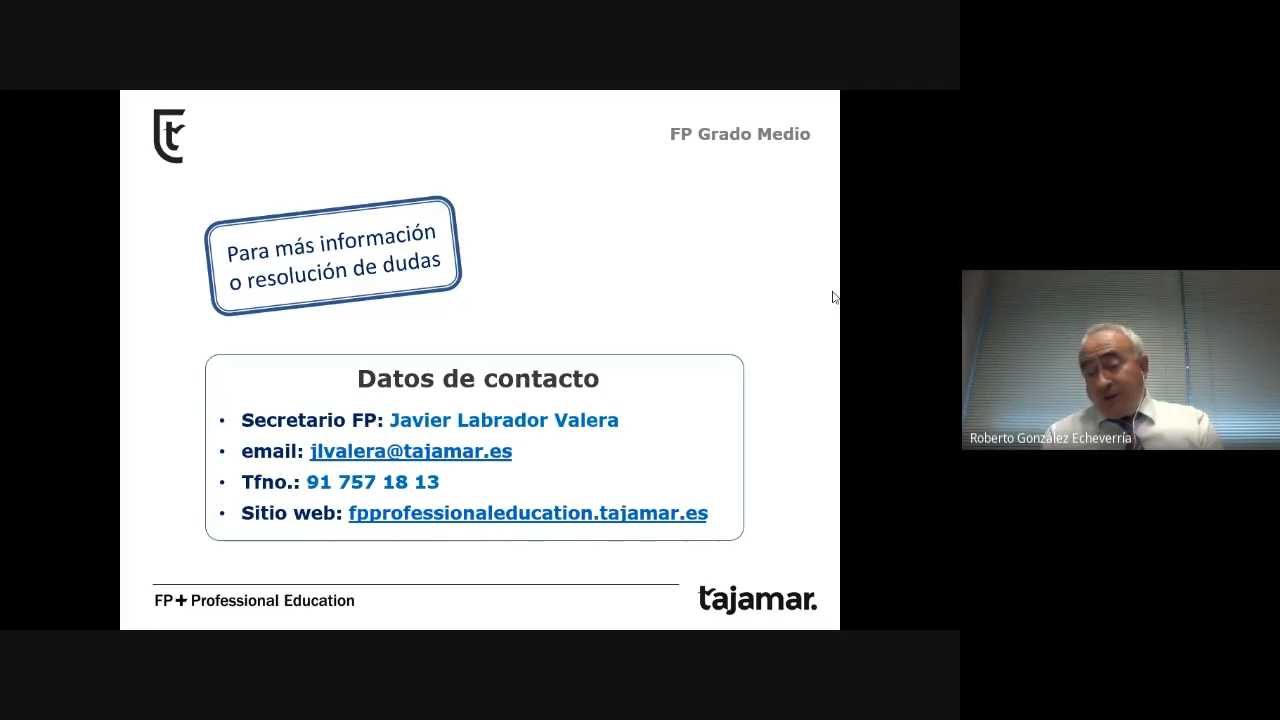 FP Grado Medio
Para más información
o resolución de dudas
Datos de contacto
• Secretario FP: Javier Labrador Valera
• email: jlvalera@tajamar.es
• Tfno.: 91 757 18 13
• Sitio web: fpprofessionaleducation.tajamar.es
FP+Professional Education
tajamar.
Roberto González Echeverría